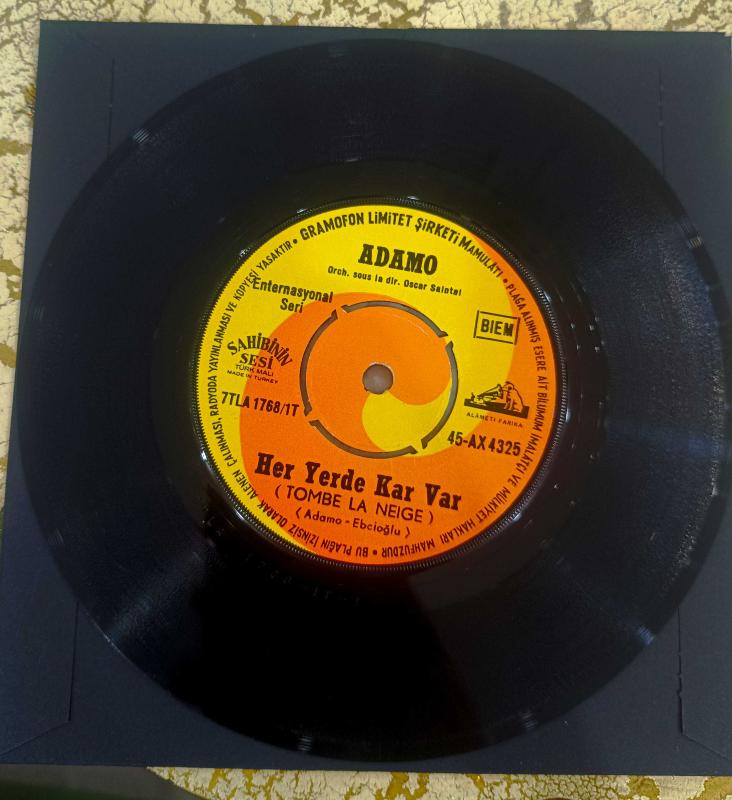 • GRAMOFON LİMİTET ŞİRKETİ MAMULATI • PLAĞA ALINMIŞ ESERE AİT BİLUMUM İMALATÇI VE MÜLKİYET HAKLARI MAHFUZDUR • BU PLAĞIN İZİNSİZ OLARAK ALENEN ÇALINMASI, RADYODA YAYINLANMASI VE KOPYESİ YASAKTIR
ADAMO
Orch. sous la dir. Oscar Saintal
Enternasyonal
Seri
BIEM
SAHİBİNİN
SESİ
TÜRK MALI
MADE IN TURKEY
ALÂMETİ FARİKA
7TLA 1768/1T
45-AX 4325
Her Yerde Kar Var
( TOMBE LA NEIGE )
( Adamo - Ebcioğlu )